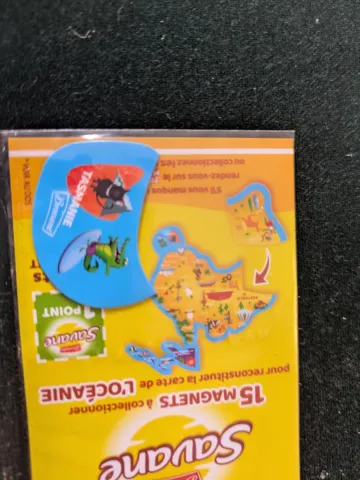 Savane
15 MAGNETS à collectionner
pour reconstituer la carte de L'OCÉANIE
1 POINT
Savane
TASMANIE
S'il vous manque
rendez-vous sur le
ou collectionnez les